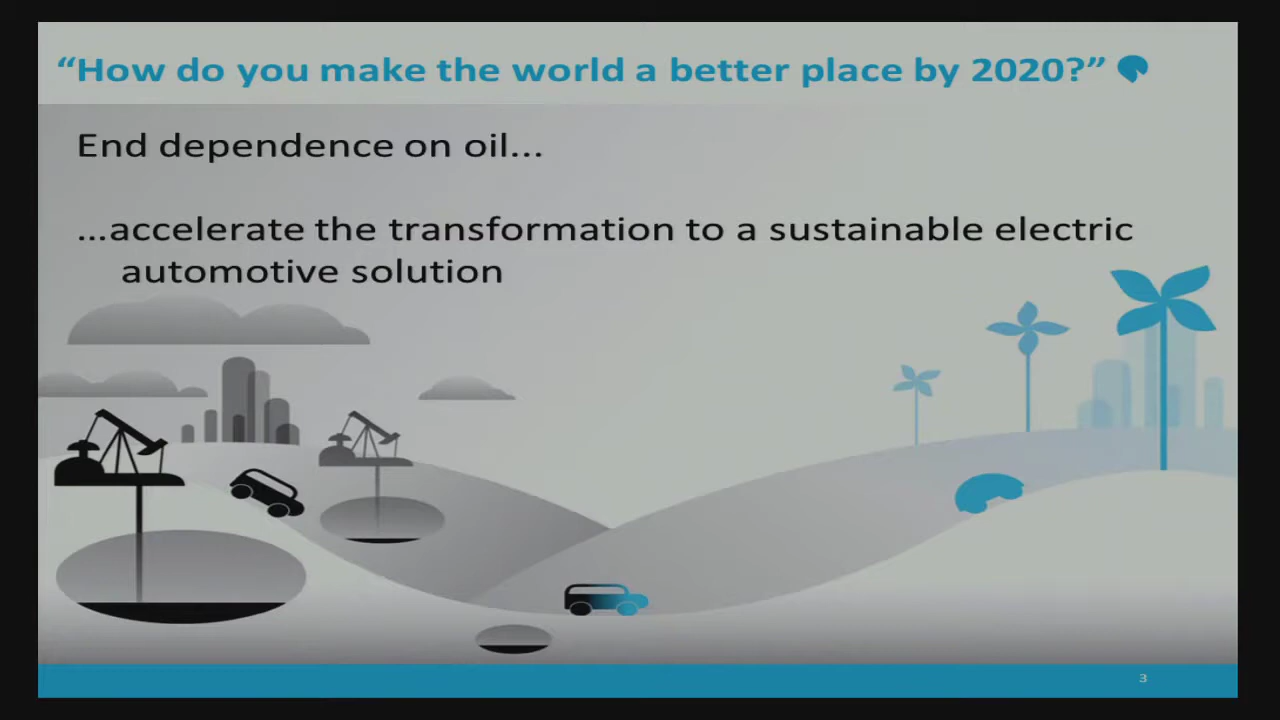 “How do you make the world a better place by 2020?”
End dependence on oil...
...accelerate the transformation to a sustainable electric
automotive solution
3